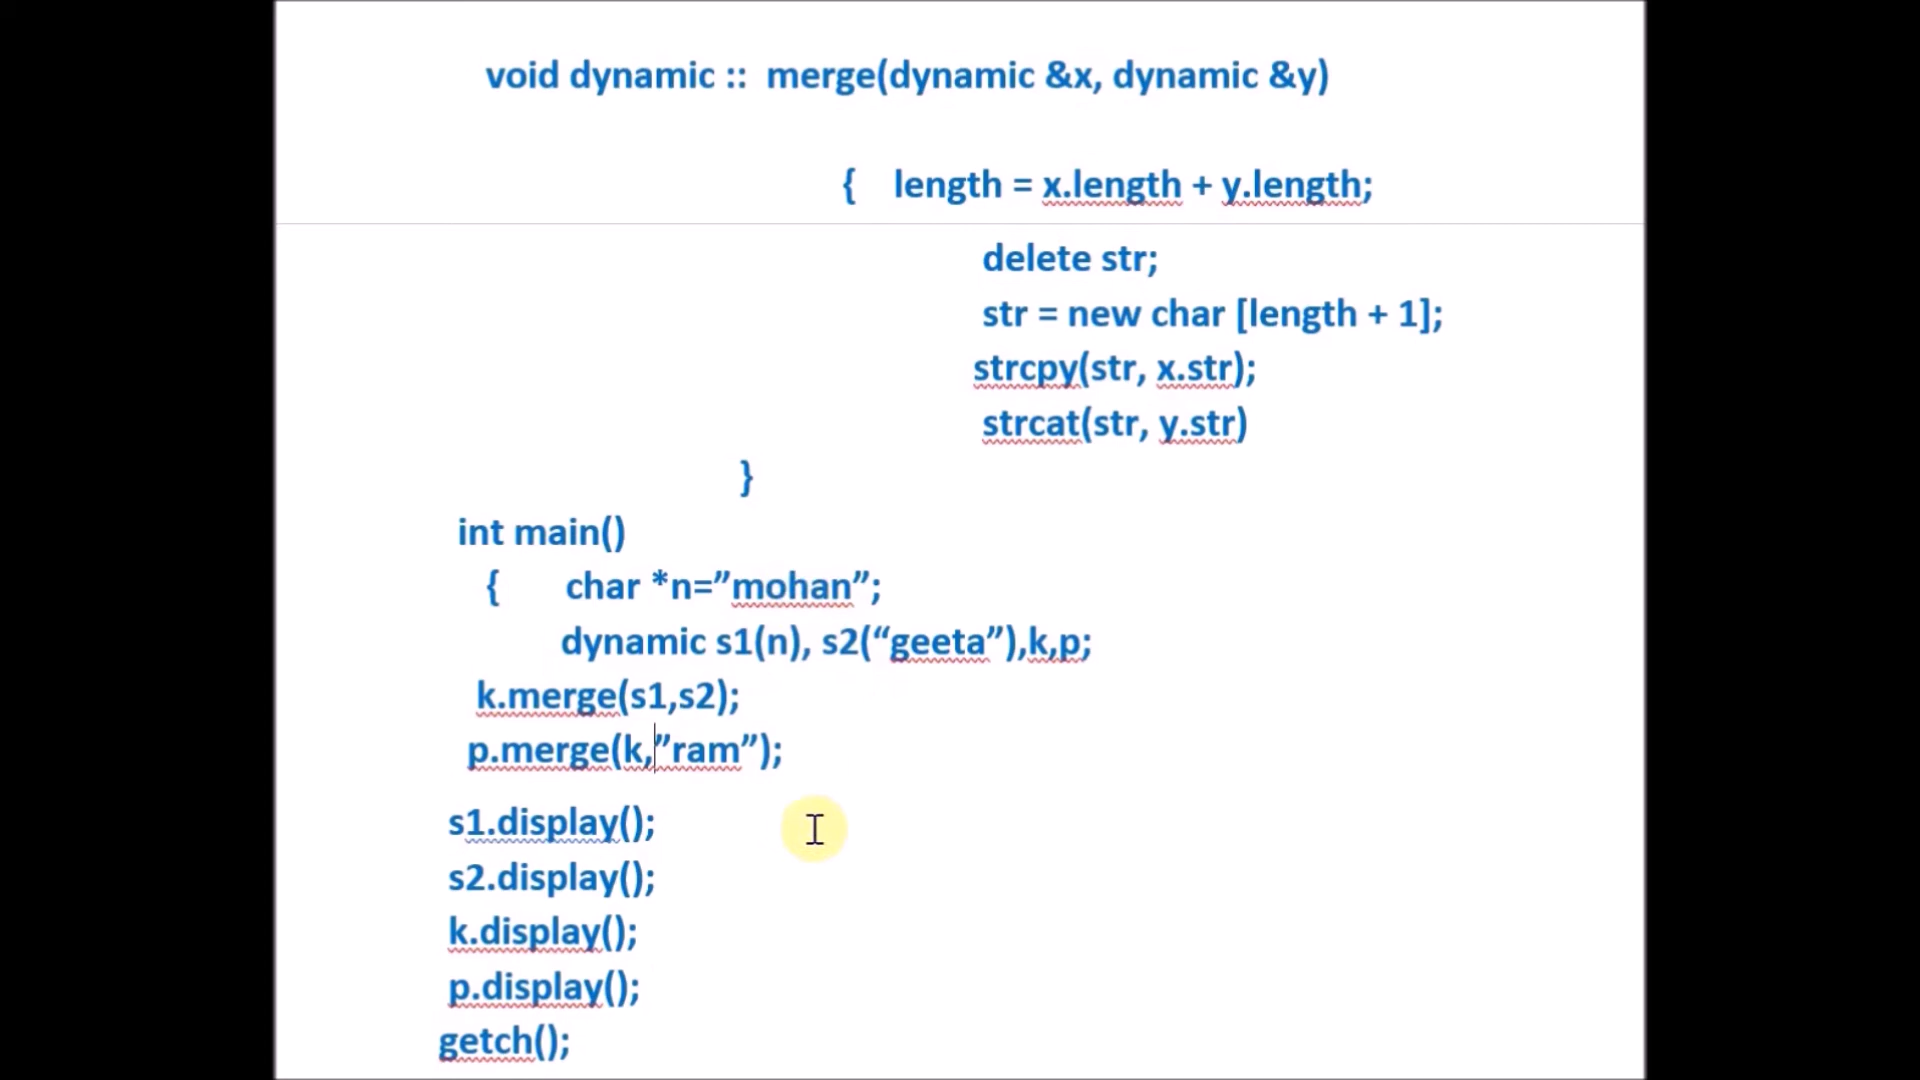 void dynamic ::  merge(dynamic &x, dynamic &y)
{    length = x.length + y.length;
delete str;
str = new char [length + 1];
strcpy(str, x.str);
strcat(str, y.str)
}
int main()
{      char *n=”mohan”;
dynamic s1(n), s2(“geeta”),k,p;
k.merge(s1,s2);
p.merge(k,”ram”);
s1.display();
s2.display();
k.display();
p.display();
getch();